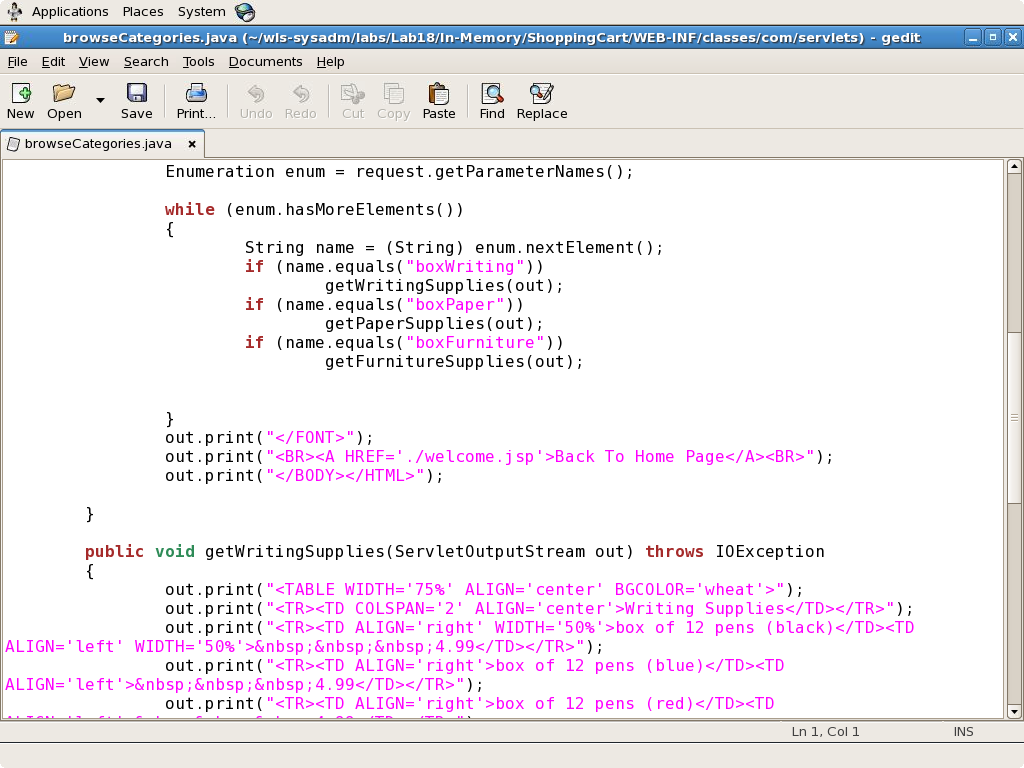 Applications Places System
browseCategories.java (~/wls-sysadm/labs/Lab18/In-Memory/ShoppingCart/WEB-INF/classes/com/servlets) - gedit
File Edit View Search Tools Documents Help
New Open Save Print... Undo Redo Cut Copy Paste Find Replace
browseCategories.java
Enumeration enum = request.getParameterNames();
while (enum.hasMoreElements())
{
String name = (String) enum.nextElement();
if (name.equals("boxWriting"))
getWritingSupplies(out);
if (name.equals("boxPaper"))
getPaperSupplies(out);
if (name.equals("boxFurniture"))
getFurnitureSupplies(out);
}
out.print("</FONT>");
out.print("<BR><A HREF='./welcome.jsp'>Back To Home Page</A><BR>");
out.print("</BODY></HTML>");
}
public void getWritingSupplies(ServletOutputStream out) throws IOException
{
out.print("<TABLE WIDTH='75%' ALIGN='center' BGCOLOR='wheat'>");
out.print("<TR><TD COLSPAN='2' ALIGN='center'>Writing Supplies</TD></TR>");
out.print("<TR><TD ALIGN='right' WIDTH='50%'>box of 12 pens (black)</TD><TD
ALIGN='left' WIDTH='50%'>&nbsp;&nbsp;&nbsp;4.99</TD></TR>");
out.print("<TR><TD ALIGN='right'>box of 12 pens (blue)</TD><TD
ALIGN='left'>&nbsp;&nbsp;&nbsp;4.99</TD></TR>");
out.print("<TR><TD ALIGN='right'>box of 12 pens (red)</TD><TD
Ln 1, Col 1 INS